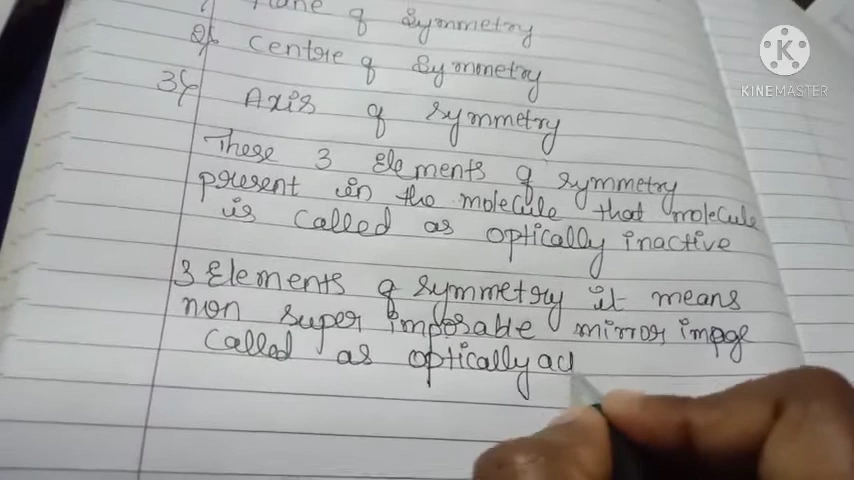 Plane of Symmetry
2} Centre of Symmetry
3} Axis of symmetry
These 3 Elements of symmetry
present in the molecule that molecule
is called as optically inactive
3 Elements of symmetry it means
non super imposable mirror image
called as optically act
K
KINEMASTER